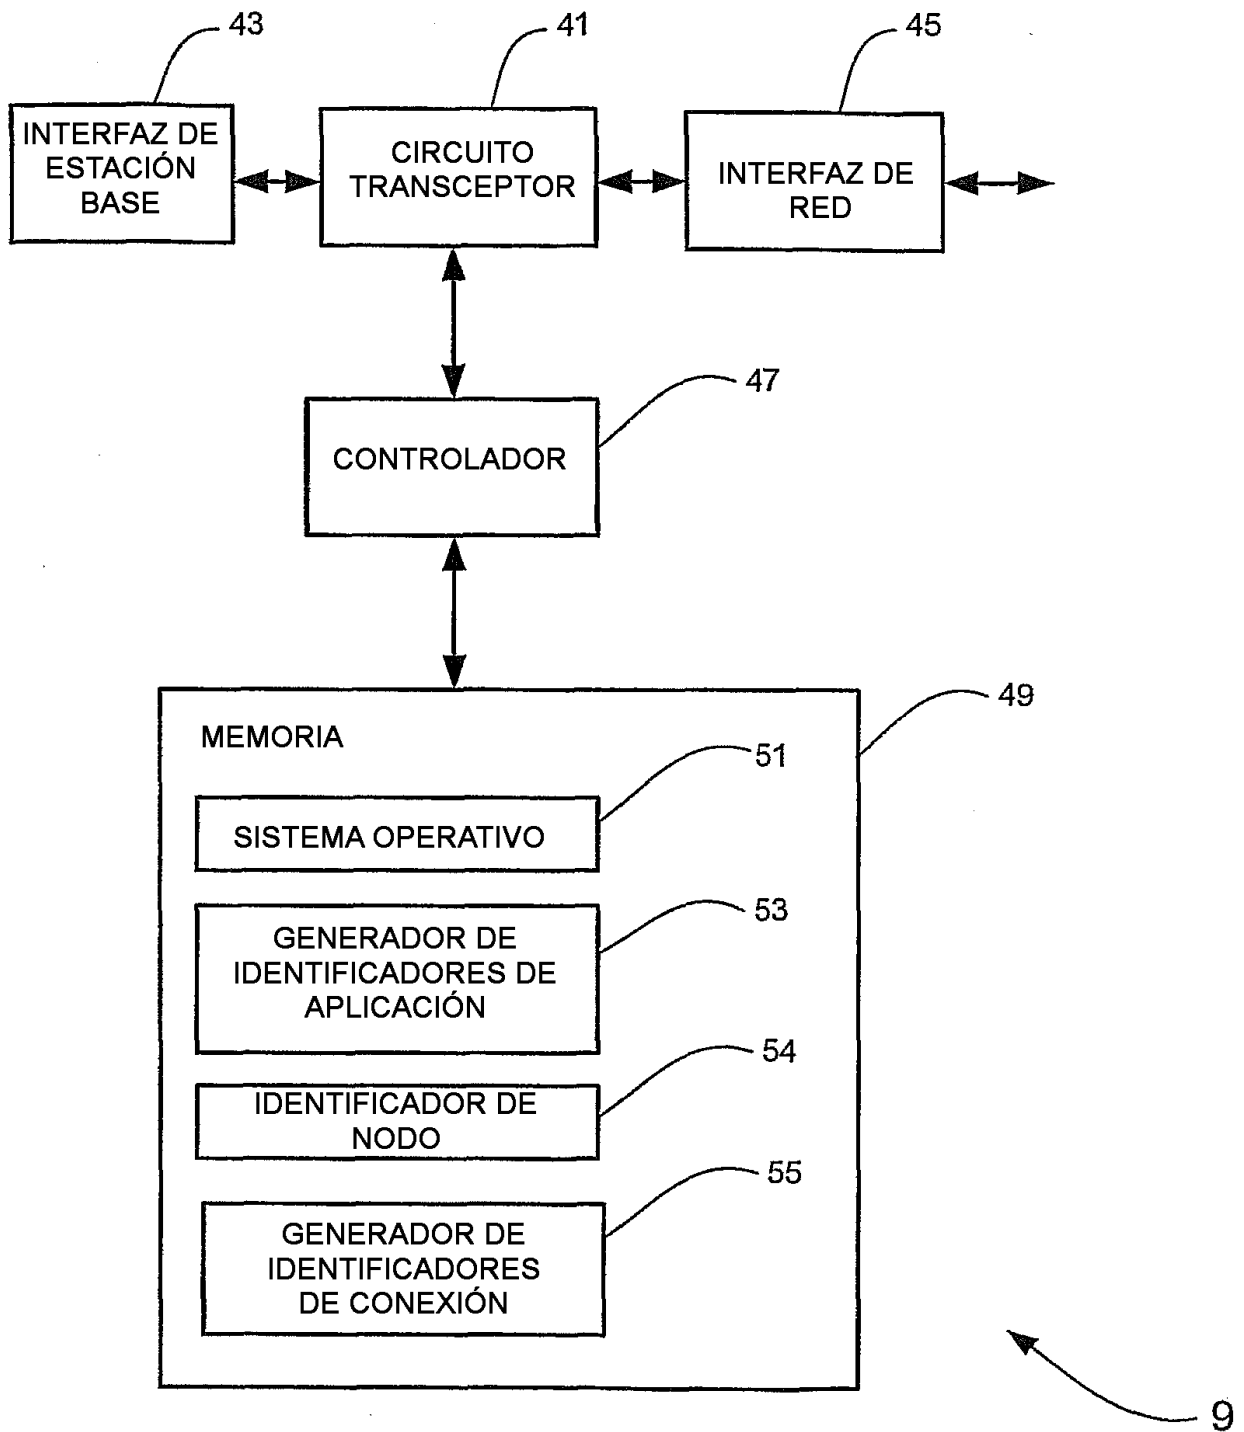 43
41
45
INTERFAZ DE
ESTACIÓN
BASE
CIRCUITO
TRANSCEPTOR
INTERFAZ DE
RED
47
CONTROLADOR
49
MEMORIA
51
SISTEMA OPERATIVO
53
GENERADOR DE
IDENTIFICADORES DE
APLICACIÓN
54
IDENTIFICADOR DE
NODO
55
GENERADOR DE
IDENTIFICADORES
DE CONEXIÓN
9